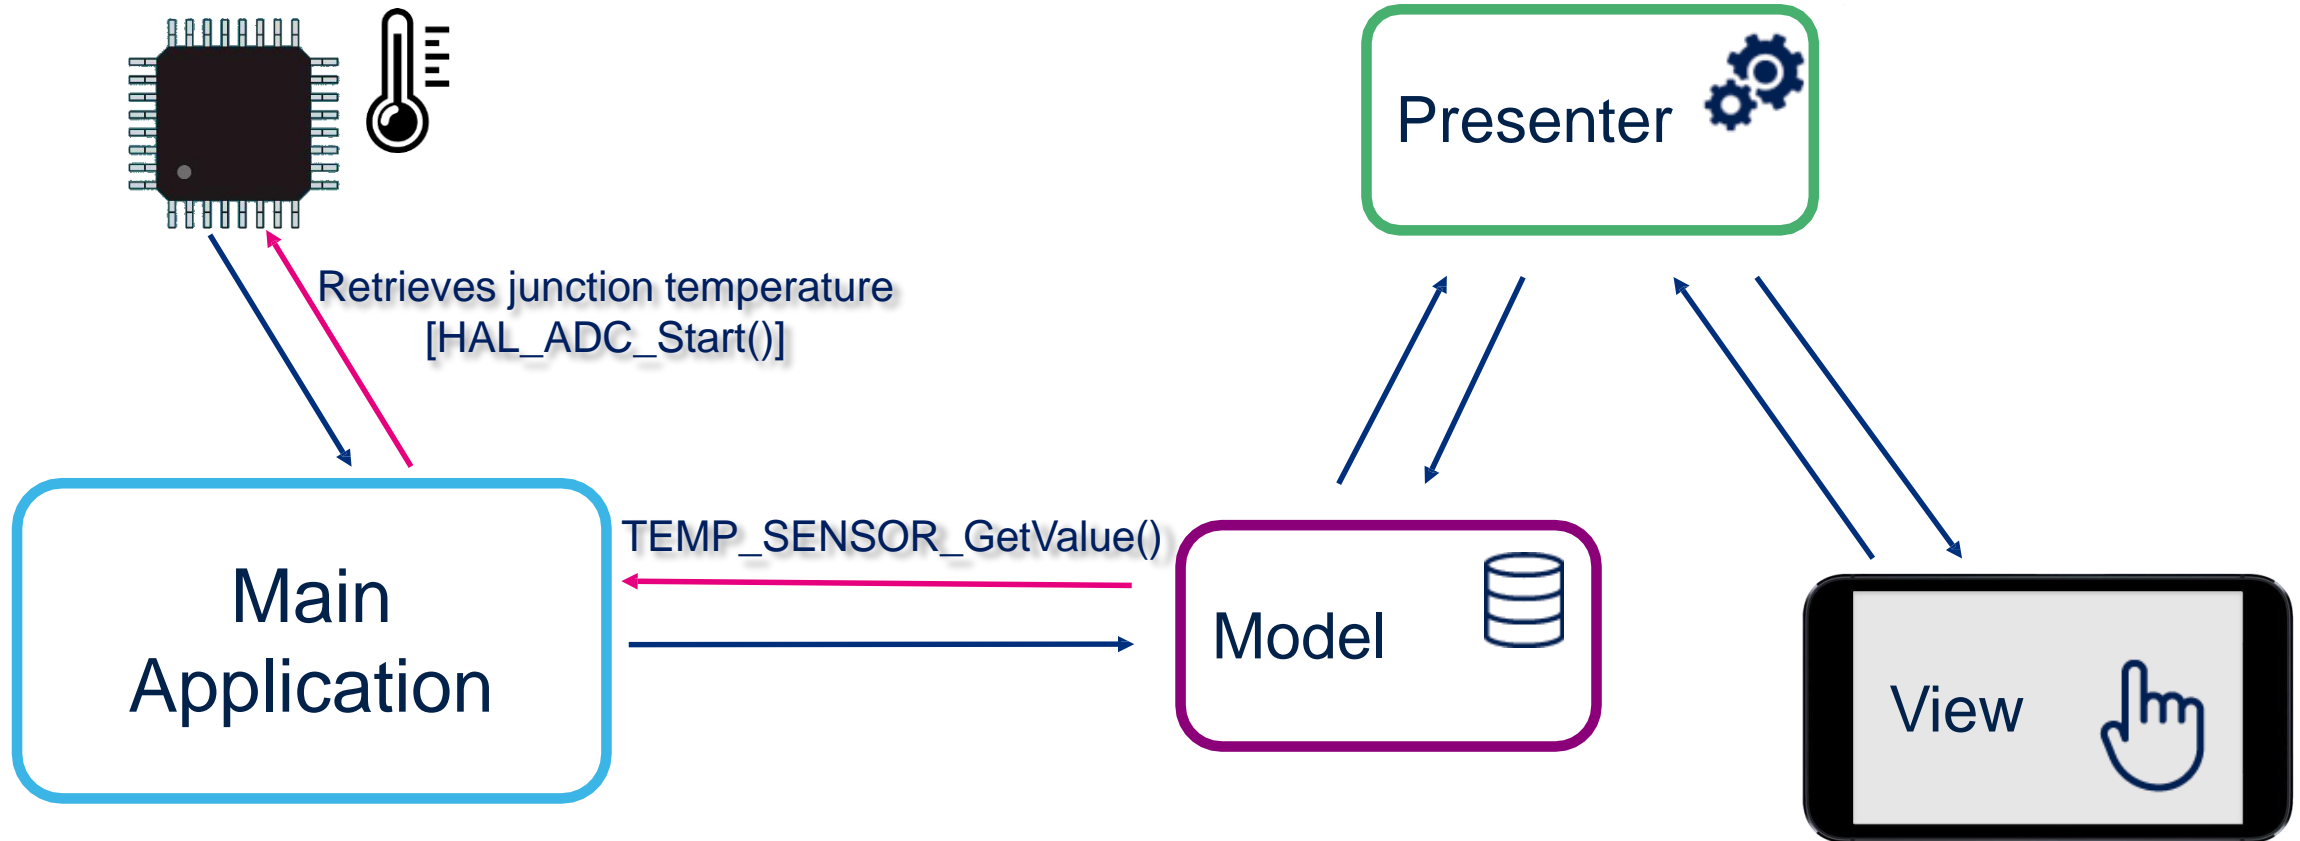 Presenter
Retrieves junction temperature
[HAL_ADC_Start()]
TEMP_SENSOR_GetValue()
Main
Application
Model
View